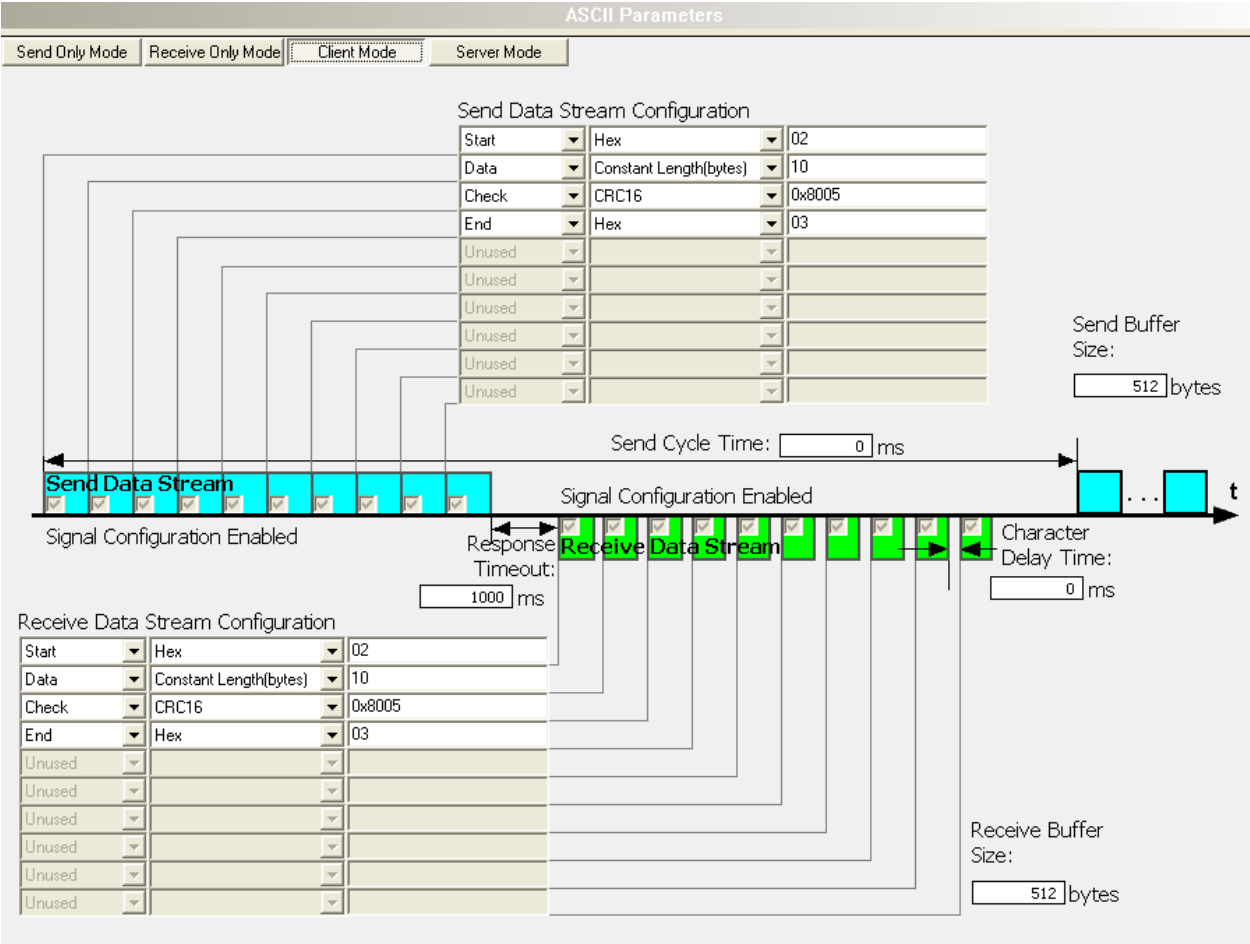 ASCII Parameters
Send Only Mode Receive Only Mode Client Mode Server Mode
Send Data Stream Configuration
Start Hex 02
Data Constant Length(bytes) 10
Check CRC16 0x8005
End Hex 03
Unused
Unused
Unused
Unused
Unused
Unused
Send Buffer
Size:
512 bytes
Send Cycle Time: 0 ms
Send Data Stream
Signal Configuration Enabled
... t
Signal Configuration Enabled
Receive Data Stream
Response
Timeout:
1000 ms
Character
Delay Time:
0 ms
Receive Data Stream Configuration
Start Hex 02
Data Constant Length(bytes) 10
Check CRC16 0x8005
End Hex 03
Unused
Unused
Unused
Unused
Unused
Unused
Receive Buffer
Size:
512 bytes